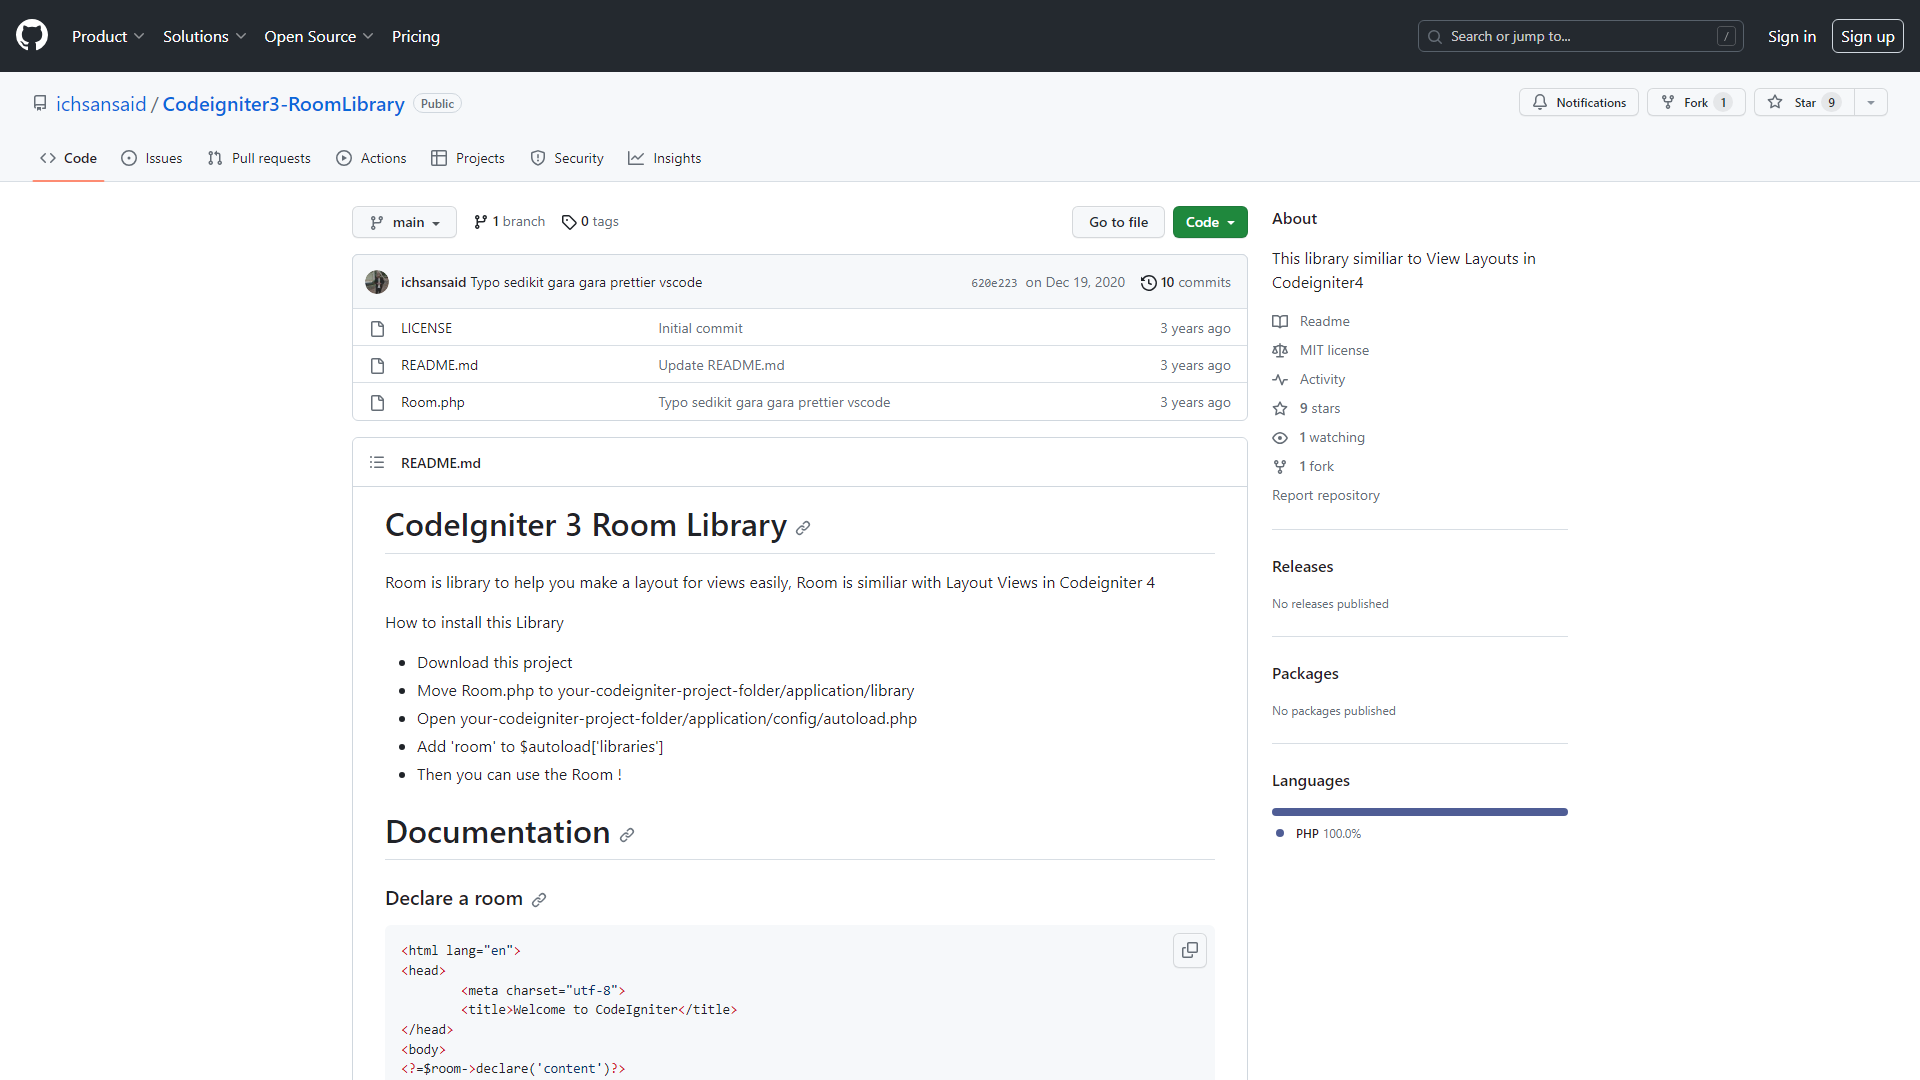 Product
Solutions
Open Source
Pricing
Search or jump to...
/
Sign in
Sign up
ichsansaid / Codeigniter3-RoomLibrary
Public
Notifications
Fork 1
Star 9
Code
Issues
Pull requests
Actions
Projects
Security
Insights
main
1 branch
0 tags
Go to file
Code
ichsansaid Typo sedikit gara gara prettier vscode
620e223 on Dec 19, 2020
10 commits
LICENSE
Initial commit
3 years ago
README.md
Update README.md
3 years ago
Room.php
Typo sedikit gara gara prettier vscode
3 years ago
README.md
CodeIgniter 3 Room Library
Room is library to help you make a layout for views easily, Room is similiar with Layout Views in Codeigniter 4
How to install this Library
Download this project
Move Room.php to your-codeigniter-project-folder/application/library
Open your-codeigniter-project-folder/application/config/autoload.php
Add 'room' to $autoload['libraries']
Then you can use the Room !
Documentation
Declare a room
<html lang="en">
<head>
<meta charset="utf-8">
<title>Welcome to CodeIgniter</title>
</head>
<body>
<?=$room->declare('content')?>
About
This library similiar to View Layouts in
Codeigniter4
Readme
MIT license
Activity
9 stars
1 watching
1 fork
Report repository
Releases
No releases published
Packages
No packages published
Languages
PHP 100.0%